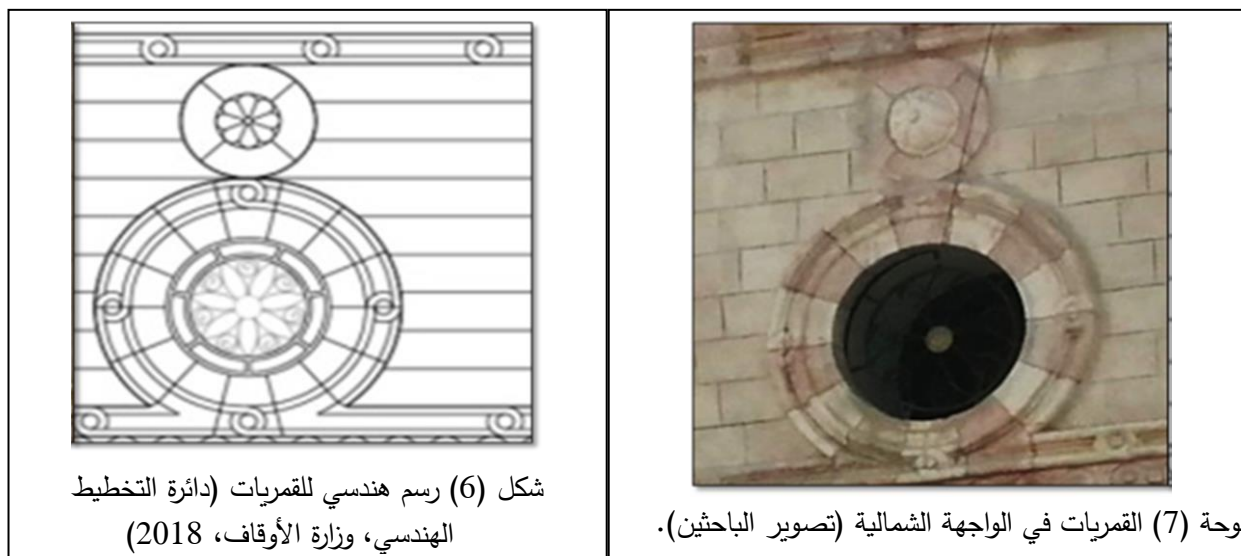 وحة (7) القمريات في الواجهة الشمالية (تصوير الباحثين).
شكل (6) رسم هندسي للقمريات (دائرة التخطيط
الهندسي، وزارة الأوقاف، 2018)